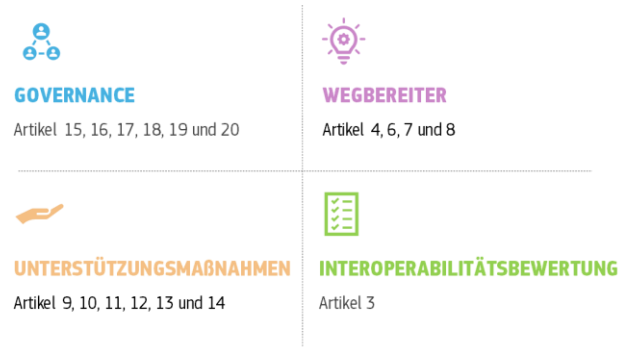 GOVERNANCE
Artikel 15, 16, 17, 18, 19 und 20
WEGBEREITER
Artikel 4, 6, 7 und 8
UNTERSTÜTZUNGSMAßNAHMEN
Artikel 9, 10, 11, 12, 13 und 14
INTEROPERABILITÄTSBEWERTUNG
Artikel 3